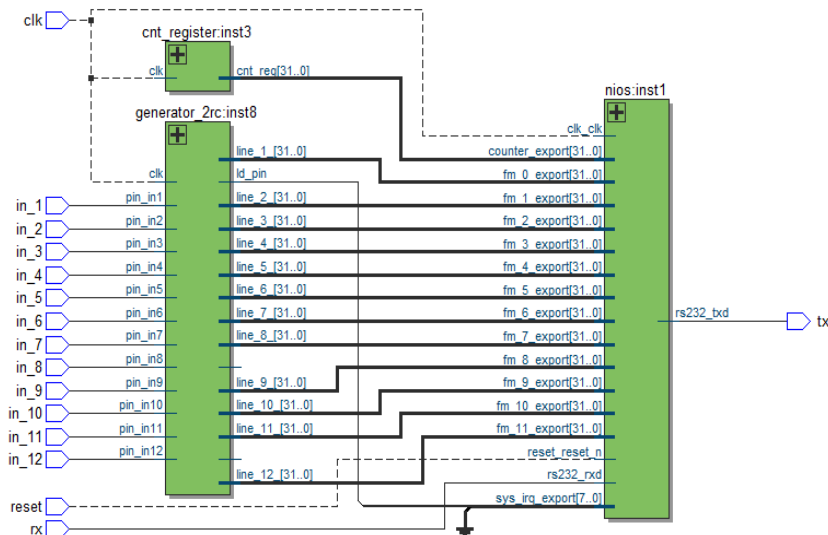 clk
cnt_register:inst3
clk
cnt_reg[31..0]
generator_2rc:inst8
clk
pin_in1
pin_in2
pin_in3
pin_in4
pin_in5
pin_in6
pin_in7
pin_in8
pin_in9
pin_in10
pin_in11
pin_in12
line_1_[31..0]
ld_pin
line_2_[31..0]
line_3_[31..0]
line_4_[31..0]
line_5_[31..0]
line_6_[31..0]
line_7_[31..0]
line_8_[31..0]
line_9_[31..0]
line_10_[31..0]
line_11_[31..0]
line_12_[31..0]
in_1
in_2
in_3
in_4
in_5
in_6
in_7
in_8
in_9
in_10
in_11
in_12
reset
rx
nios:inst1
clk_clk
counter_export[31..0]
fm_0_export[31..0]
fm_1_export[31..0]
fm_2_export[31..0]
fm_3_export[31..0]
fm_4_export[31..0]
fm_5_export[31..0]
fm_6_export[31..0]
fm_7_export[31..0]
fm_8_export[31..0]
fm_9_export[31..0]
fm_10_export[31..0]
fm_11_export[31..0]
reset_reset_n
rs232_rxd
sys_irq_export[7..0]
rs232_txd
tx